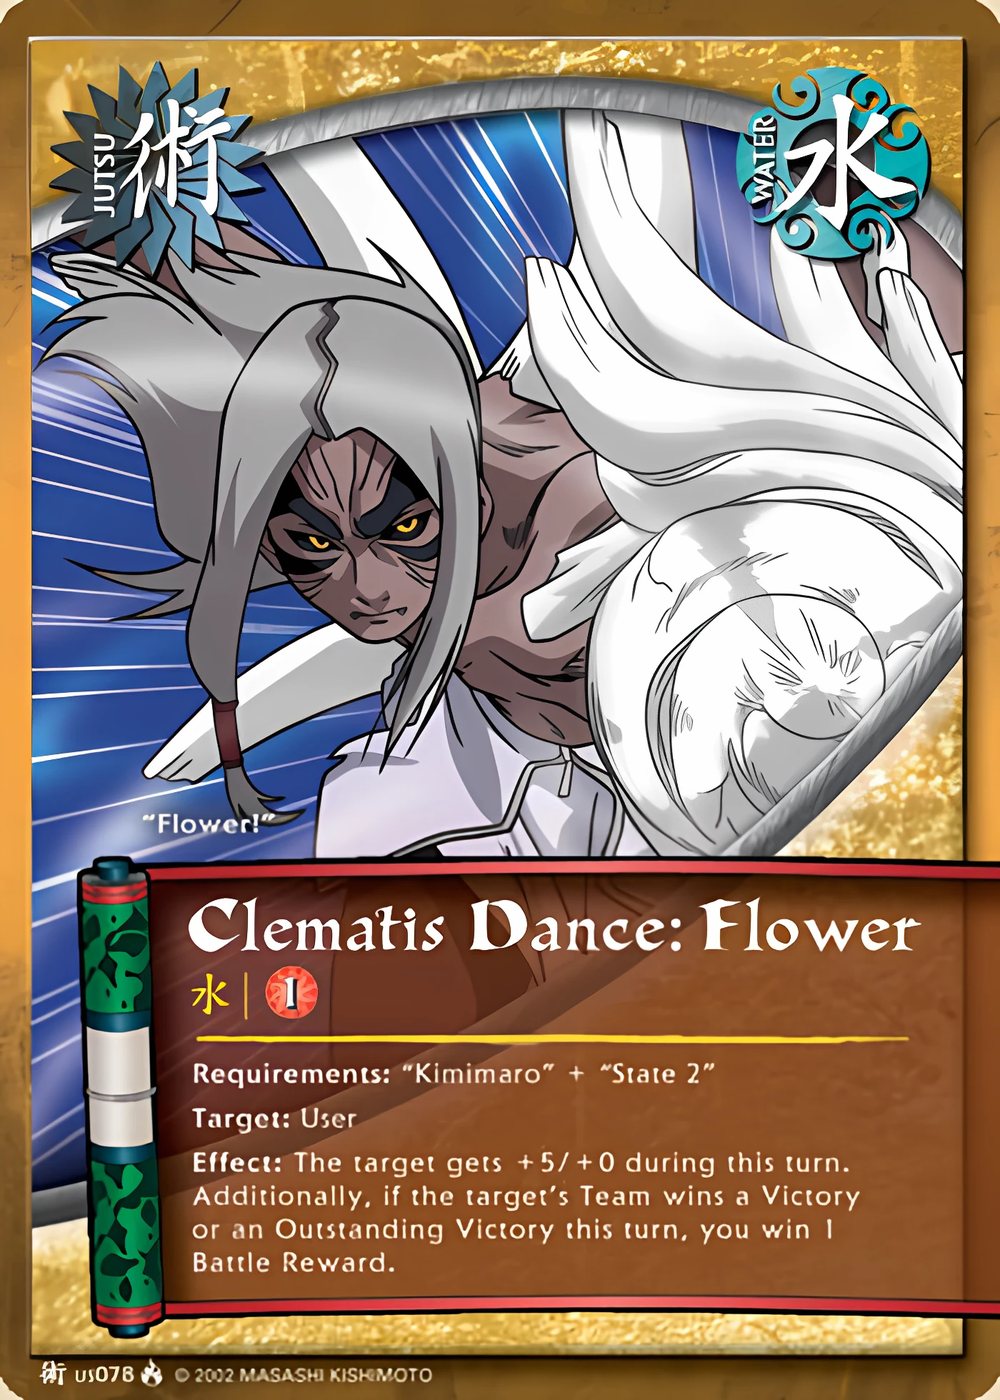 JUTSU 術
WATER 水
"Flower!"
Clematis Dance: Flower
水 | 1
Requirements: "Kimimaro" + "State 2"
Target: User
Effect: The target gets +5/+0 during this turn.
Additionally, if the target's Team wins a Victory
or an Outstanding Victory this turn, you win 1
Battle Reward.
術 US078 © 2002 MASASHI KISHIMOTO